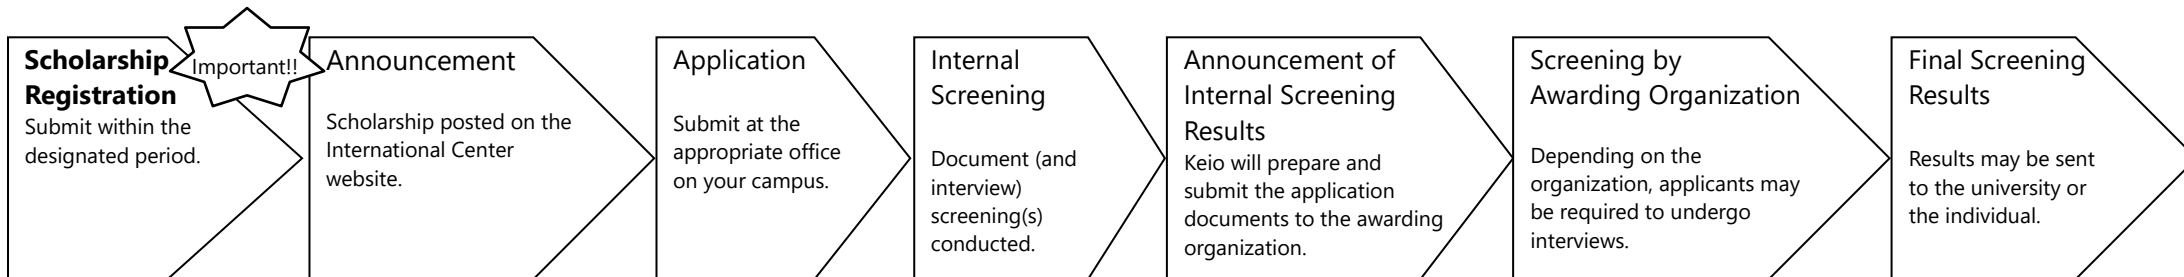 Scholarship
Registration
Submit within the
designated period.
Important!!
Announcement
Scholarship posted on the
International Center
website.
Application
Submit at the
appropriate office
on your campus.
Internal
Screening
Document (and
interview)
screening(s)
conducted.
Announcement of
Internal Screening
Results
Keio will prepare and
submit the application
documents to the awarding
organization.
Screening by
Awarding Organization
Depending on the
organization, applicants may
be required to undergo
interviews.
Final Screening
Results
Results may be sent
to the university or
the individual.